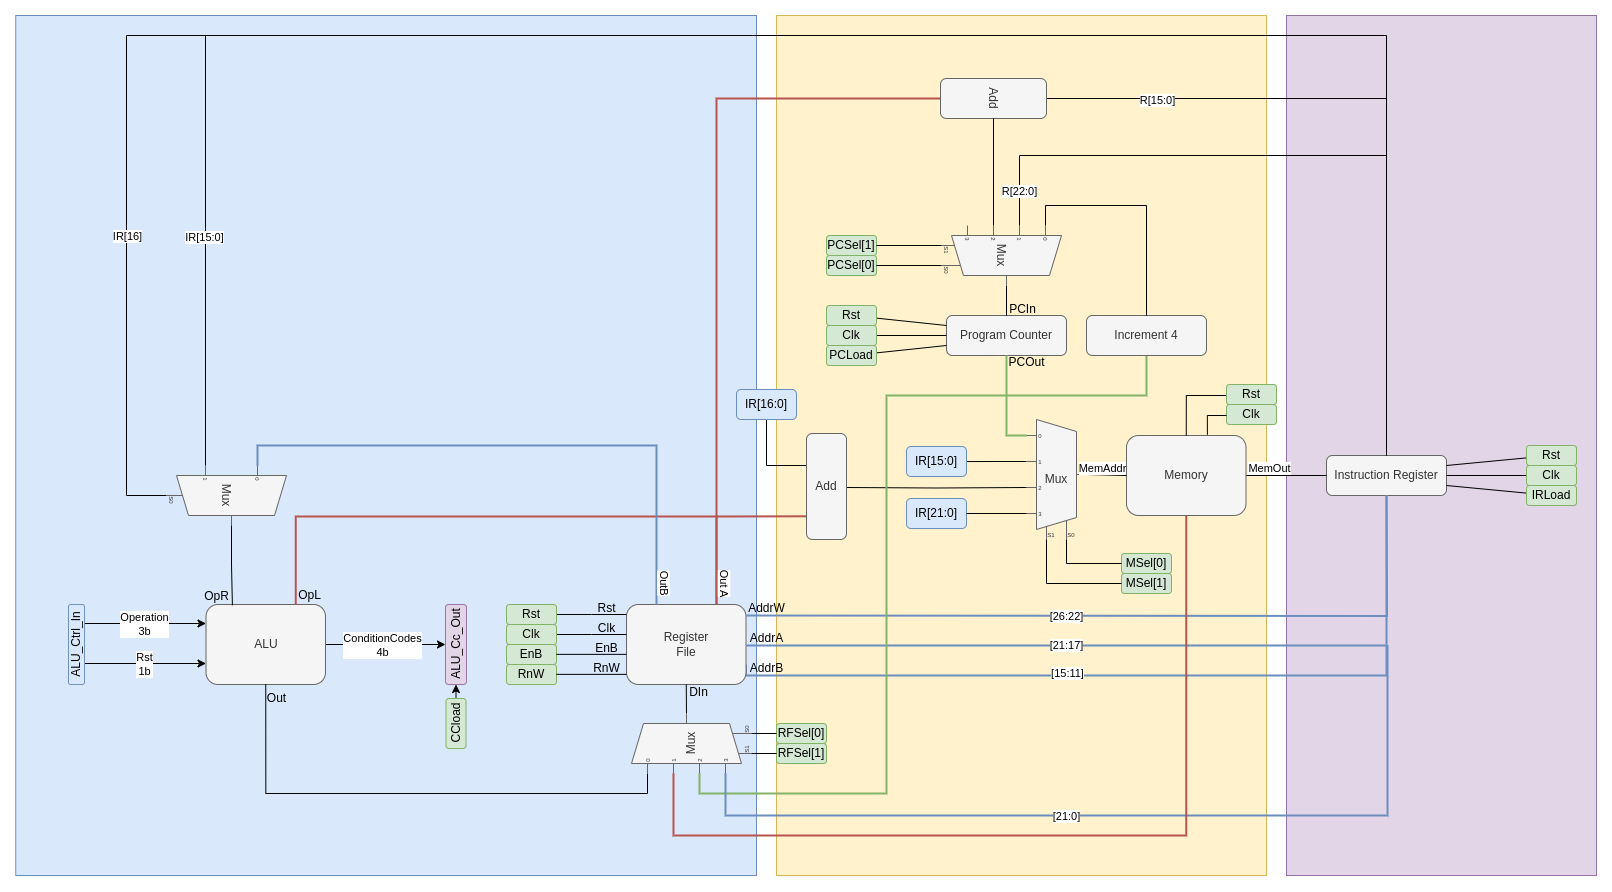 Add
R[15:0]
R[22:0]
IR[16]
IR[15:0]
PCSel[1]
PCSel[0]
S1
S0
3
2
1
0
Mux
PCIn
Rst
Clk
PCLoad
Program Counter
Increment 4
PCOut
IR[16:0]
Rst
Clk
IR[15:0]
IR[21:0]
Add
0
1
2
3
Mux
S1
S0
MemAddr
Memory
MemOut
Instruction Register
Rst
Clk
IRLoad
1
0
S0
Mux
MSel[0]
MSel[1]
OpR
OpL
OutB
Out A
ALU_Ctrl_In
Operation
3b
Rst
1b
ALU
ConditionCodes
4b
ALU_Cc_Out
CCload
Out
Rst
Clk
EnB
RnW
Rst
Clk
EnB
RnW
Register
File
AddrW
AddrA
AddrB
[26:22]
[21:17]
[15:11]
DIn
Mux
S0
S1
0
1
2
3
RFSel[0]
RFSel[1]
[21:0]